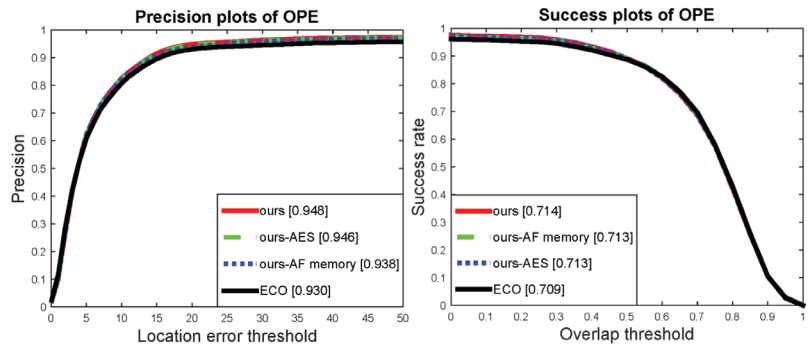 Precision plots of OPE
1
0.9
0.8
0.7
0.6
0.5
0.4
0.3
0.2
0.1
0
Precision
0 5 10 15 20 25 30 35 40 45 50
Location error threshold
ours [0.948]
ours-AES [0.946]
ours-AF memory [0.938]
ECO [0.930]
Success plots of OPE
1
0.9
0.8
0.7
0.6
0.5
0.4
0.3
0.2
0.1
0
Success rate
0 0.1 0.2 0.3 0.4 0.5 0.6 0.7 0.8 0.9 1
Overlap threshold
ours [0.714]
ours-AF memory [0.713]
ours-AES [0.713]
ECO [0.709]